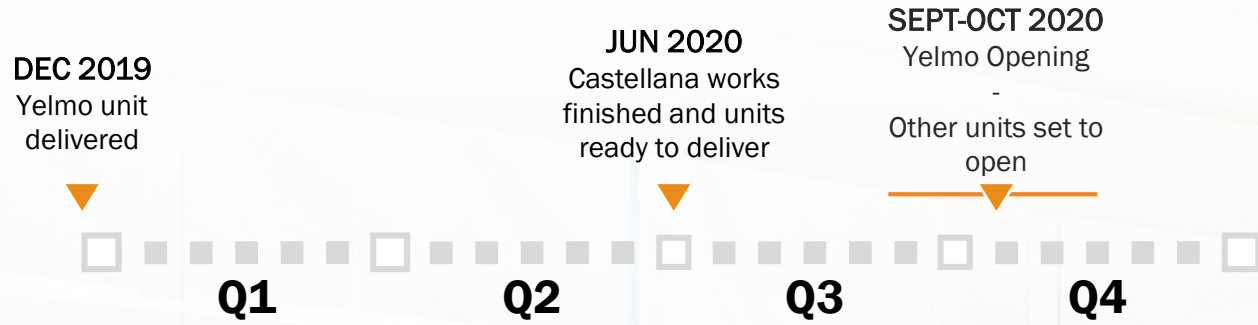 DEC 2019
Yelmo unit
delivered
JUN 2020
Castellana works
finished and units
ready to deliver
SEPT-OCT 2020
Yelmo Opening
-
Other units set to
open
Q1
Q2
Q3
Q4